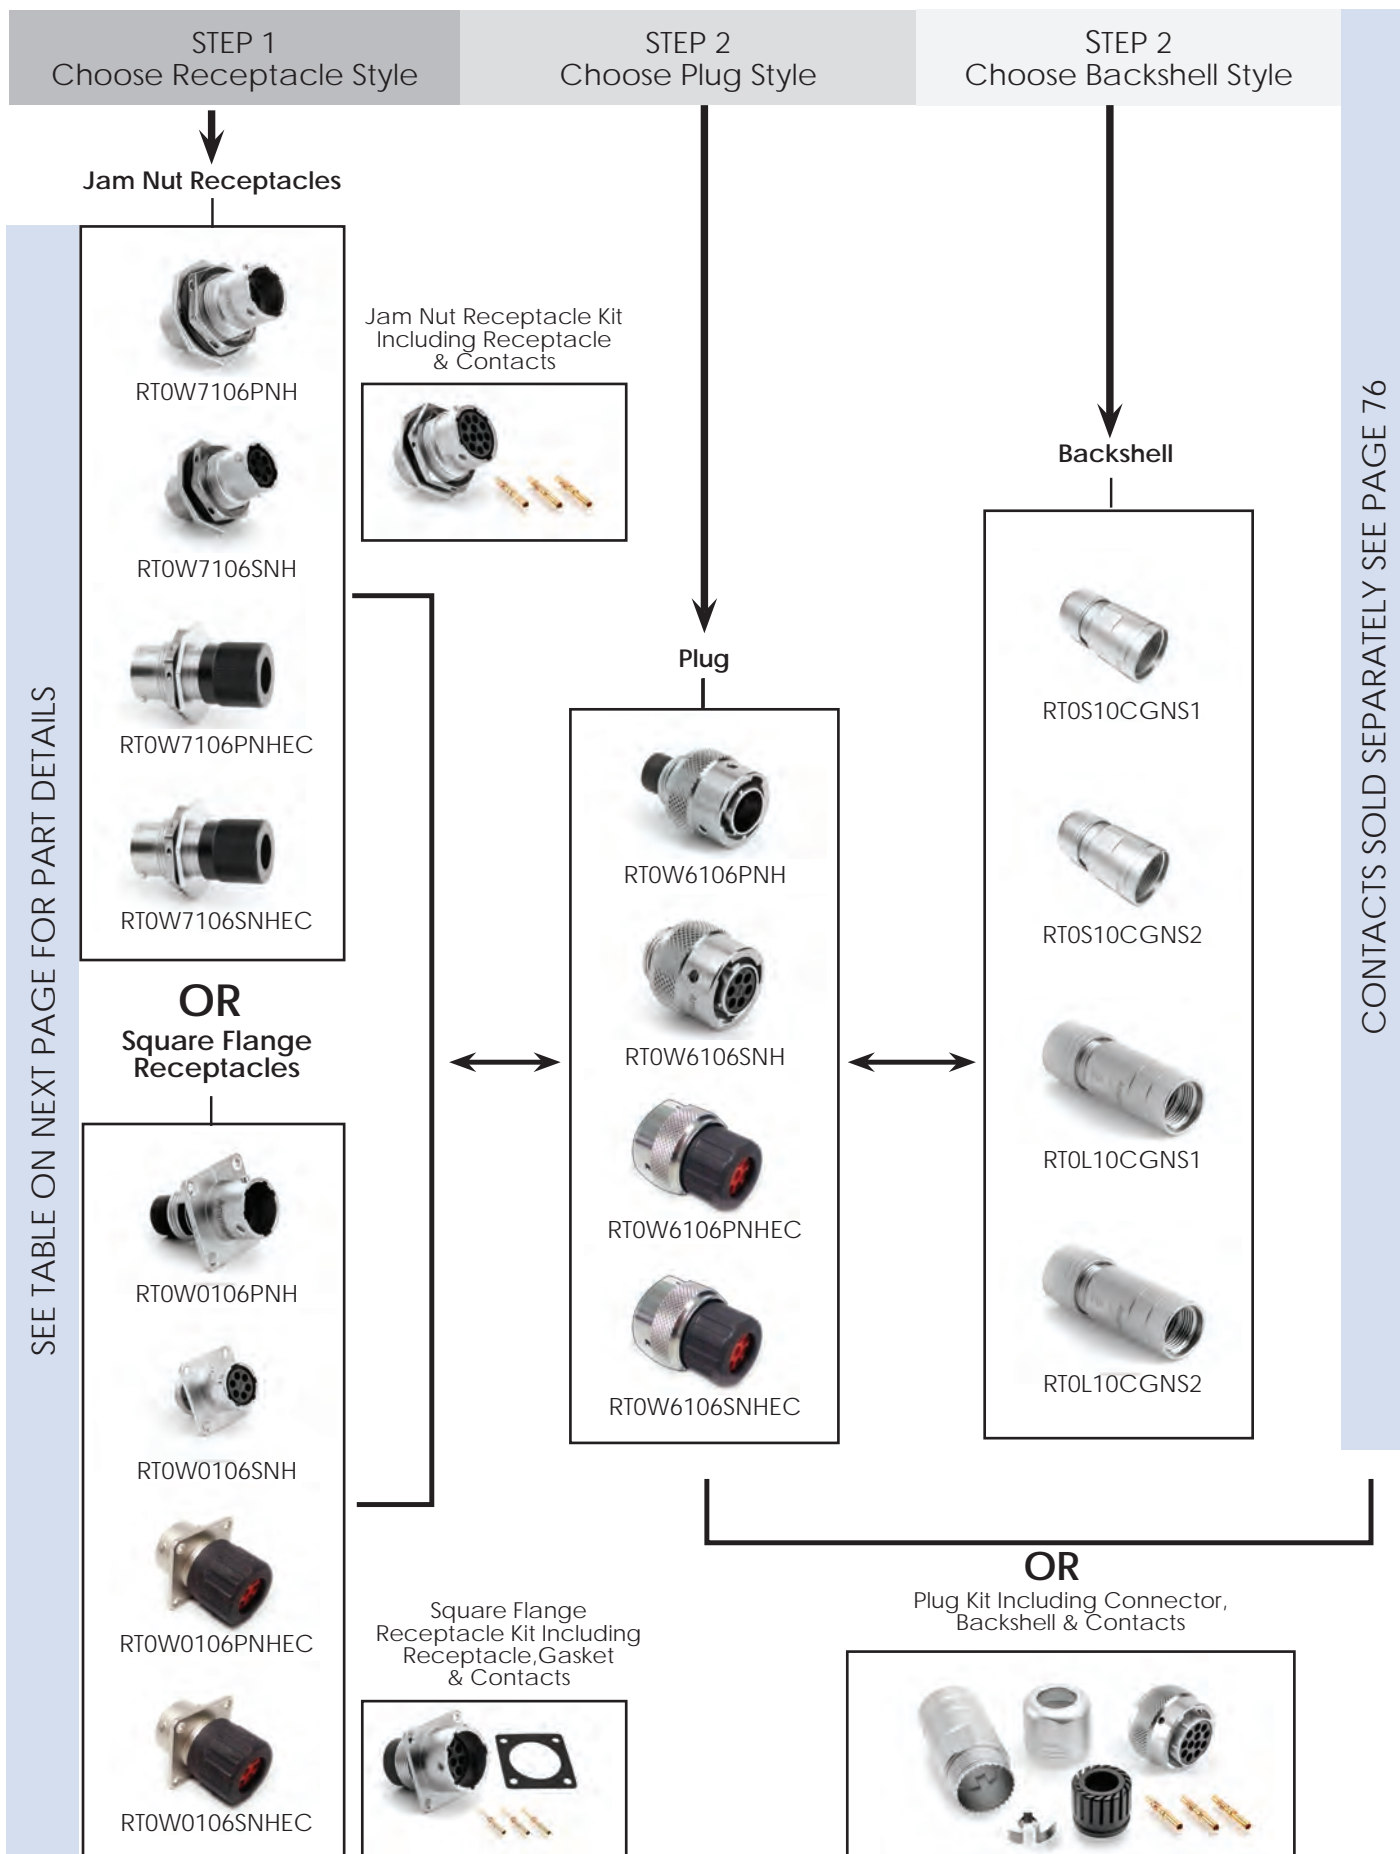 STEP 1
Choose Receptacle Style
STEP 2
Choose Plug Style
STEP 2
Choose Backshell Style
Jam Nut Receptacles
RT0W7106PNH
RT0W7106SNH
RT0W7106PNHEC
RT0W7106SNHEC
Jam Nut Receptacle Kit
Including Receptacle
& Contacts
OR
Square Flange
Receptacles
RT0W0106PNH
RT0W0106SNH
RT0W0106PNHEC
RT0W0106SNHEC
Square Flange
Receptacle Kit Including
Receptacle,Gasket
& Contacts
Plug
RT0W6106PNH
RT0W6106SNH
RT0W6106PNHEC
RT0W6106SNHEC
Backshell
RT0S10CGNS1
RT0S10CGNS2
RT0L10CGNS1
RT0L10CGNS2
OR
Plug Kit Including Connector,
Backshell & Contacts
SEE TABLE ON NEXT PAGE FOR PART DETAILS
CONTACTS SOLD SEPARATELY SEE PAGE 76